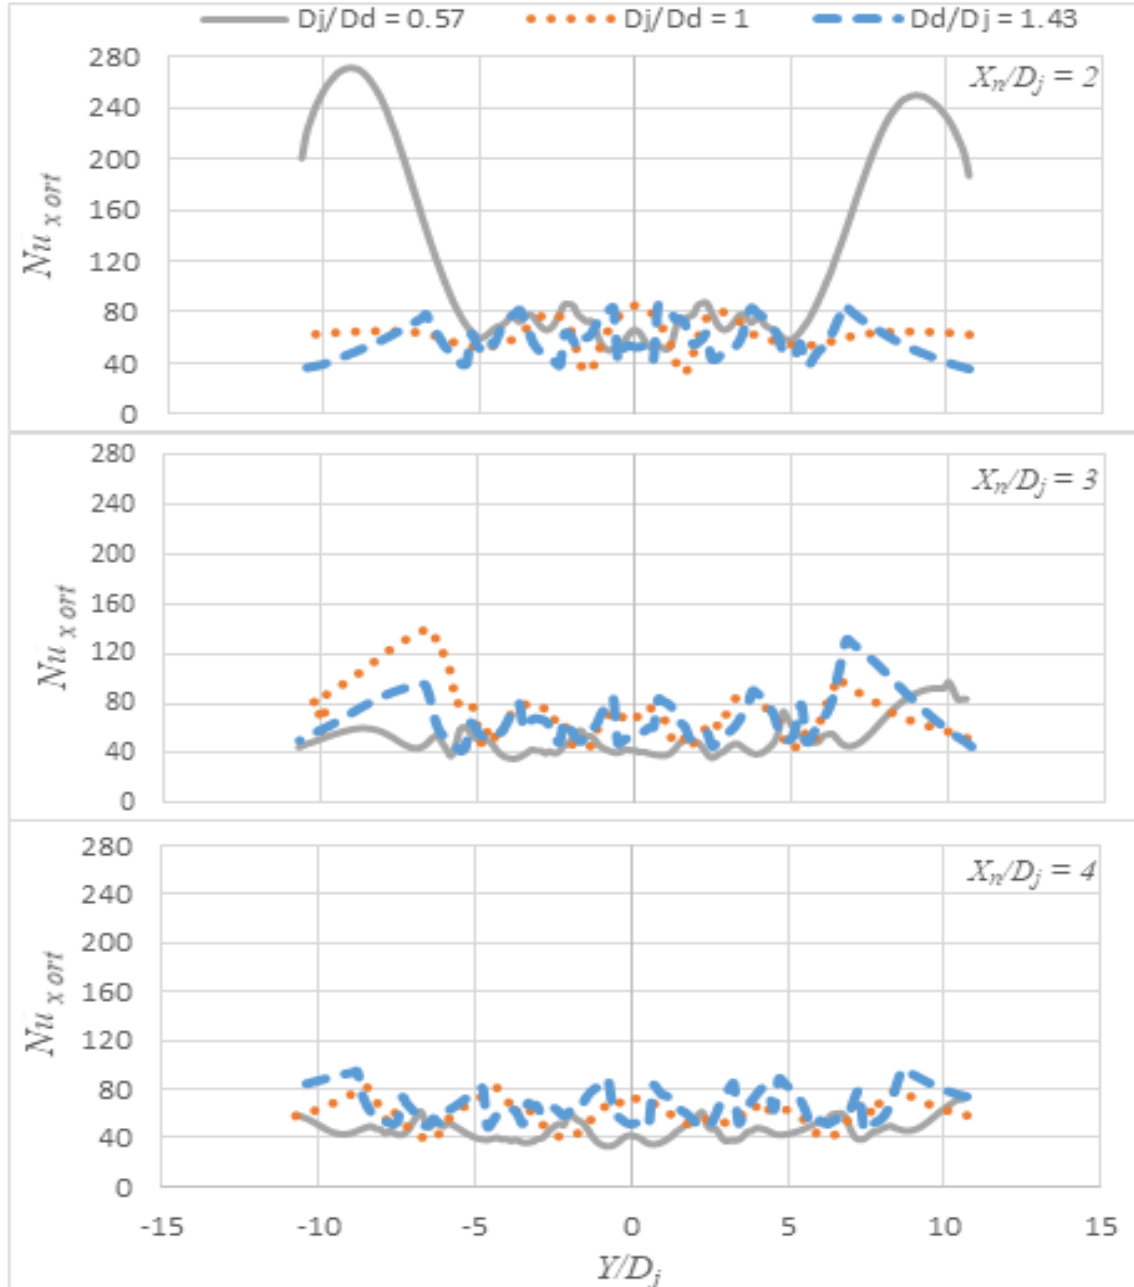 Dj/Dd = 0.57 Dj/Dd = 1 Dd/Dj = 1.43
Xn/Dj = 2
280
240
200
160
120
80
40
0
Nu x ort
Xn/Dj = 3
280
240
200
160
120
80
40
0
Nu x ort
Xn/Dj = 4
280
240
200
160
120
80
40
0
Nu x ort
-15 -10 -5 0 5 10 15
Y/Dj